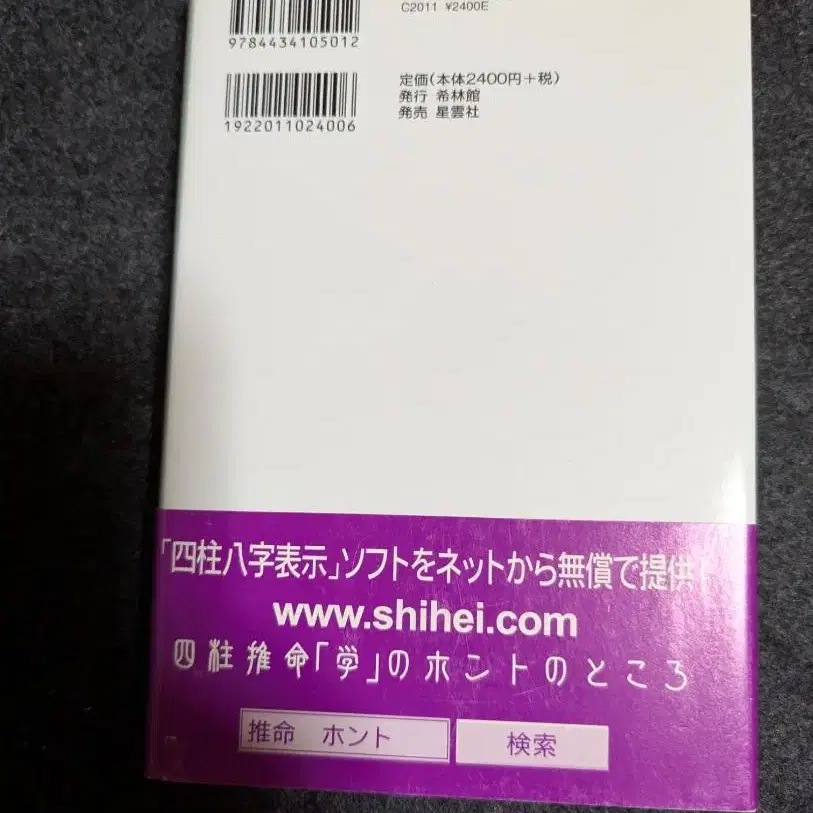 C2011 ¥2400E
9784434105012
定価(本体2400円+税)
発行 希林館
発売 星雲社
1922011024006
「四柱八字表示」ソフトをネットから無償で提供!
www.shihei.com
四柱推命「学」のホントのところ
推命 ホント
検索